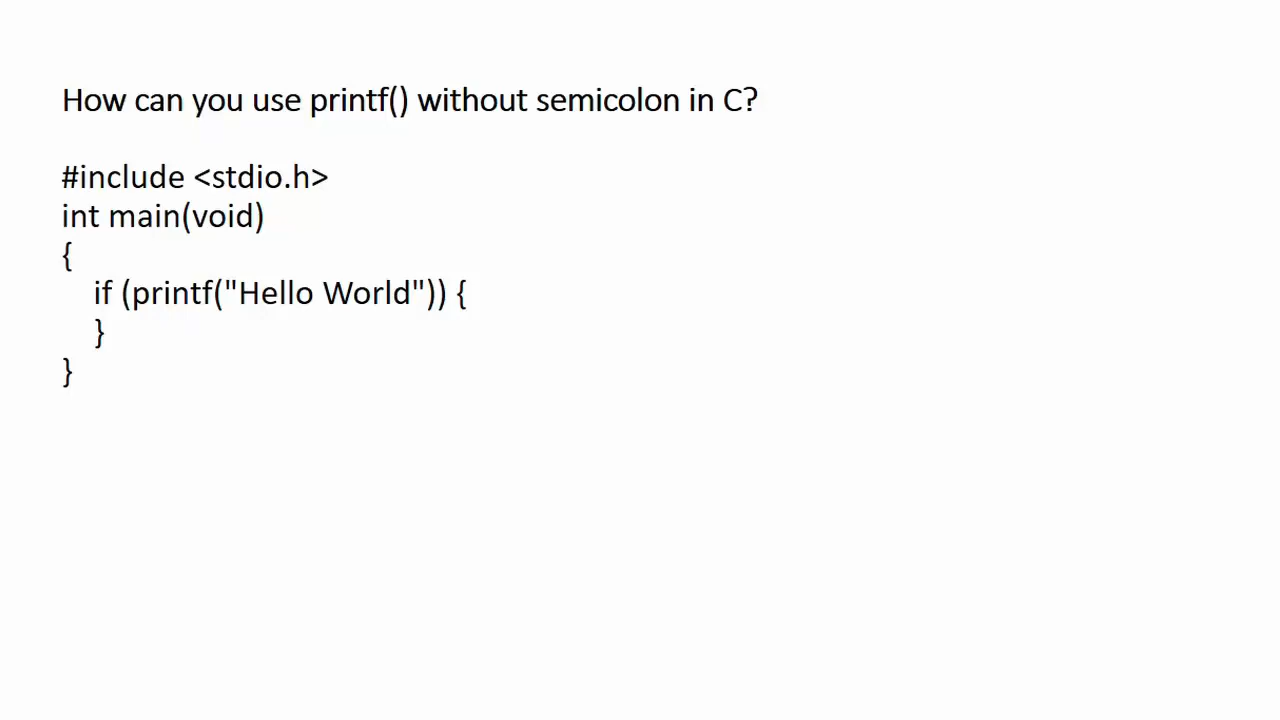 How can you use printf() without semicolon in C?
#include <stdio.h>
int main(void)
{
if (printf("Hello World")) {
}
}